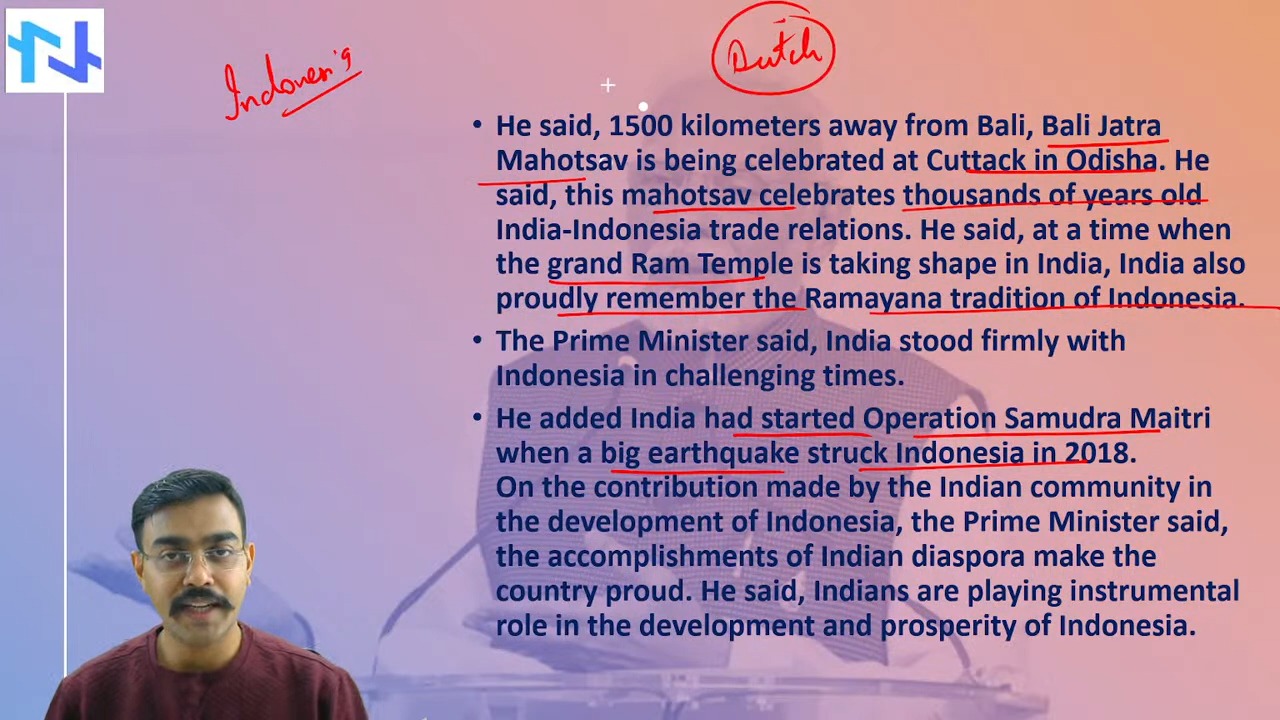 Indonesia
Dutch
• He said, 1500 kilometers away from Bali, Bali Jatra
Mahotsav is being celebrated at Cuttack in Odisha. He
said, this mahotsav celebrates thousands of years old
India-Indonesia trade relations. He said, at a time when
the grand Ram Temple is taking shape in India, India also
proudly remember the Ramayana tradition of Indonesia.
• The Prime Minister said, India stood firmly with
Indonesia in challenging times.
• He added India had started Operation Samudra Maitri
when a big earthquake struck Indonesia in 2018.
On the contribution made by the Indian community in
the development of Indonesia, the Prime Minister said,
the accomplishments of Indian diaspora make the
country proud. He said, Indians are playing instrumental
role in the development and prosperity of Indonesia.